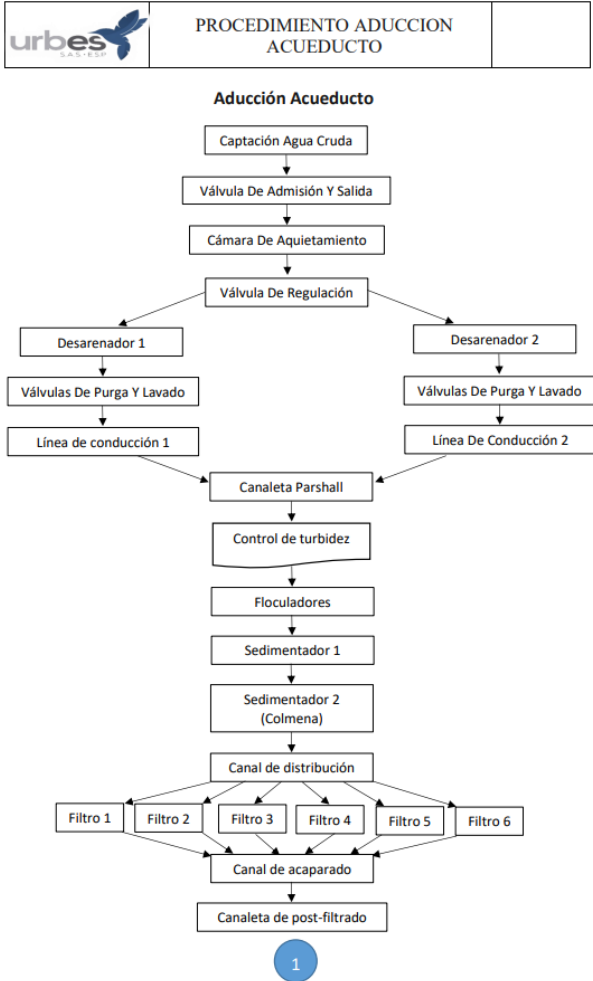 urbes
S.A.S-ESP
PROCEDIMIENTO ADUCCION
ACUEDUCTO
Aducción Acueducto
Captación Agua Cruda
Válvula De Admisión Y Salida
Cámara De Aquietamiento
Válvula De Regulación
Desarenador 1
Desarenador 2
Válvulas De Purga Y Lavado
Válvulas De Purga Y Lavado
Línea de conducción 1
Línea De Conducción 2
Canaleta Parshall
Control de turbidez
Floculadores
Sedimentador 1
Sedimentador 2
(Colmena)
Canal de distribución
Filtro 1
Filtro 2
Filtro 3
Filtro 4
Filtro 5
Filtro 6
Canal de acaparado
Canaleta de post-filtrado
1